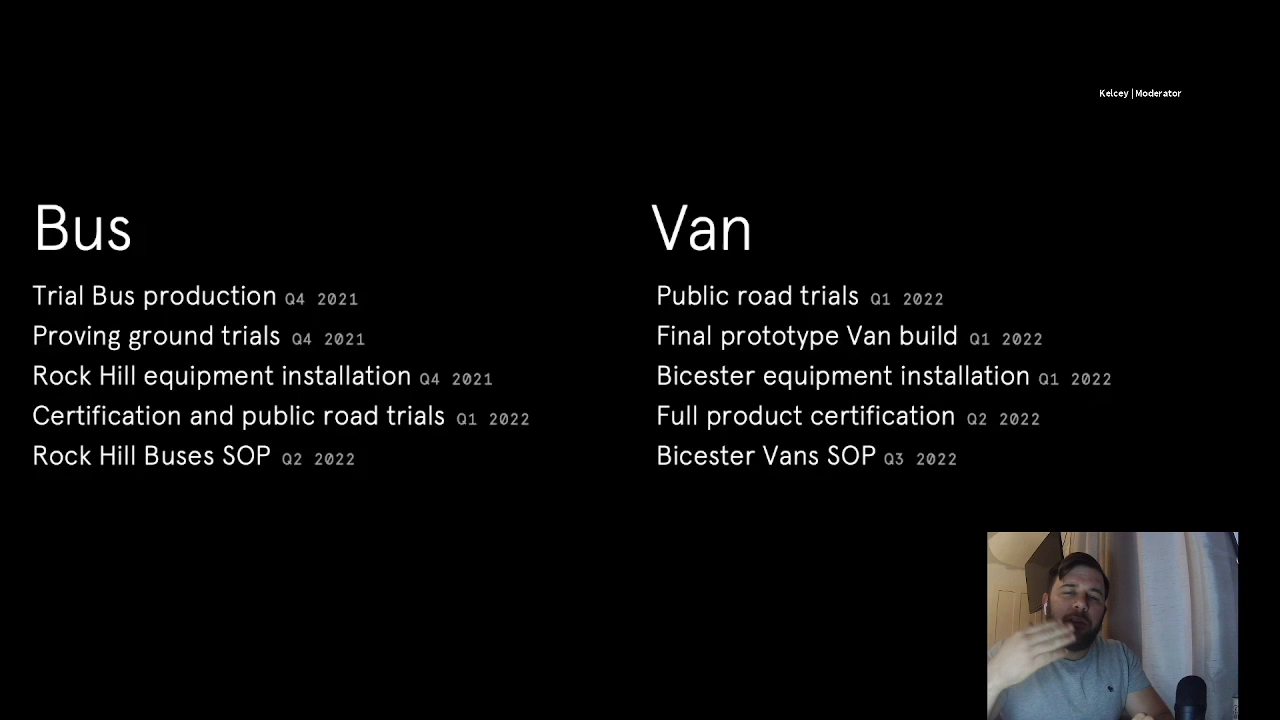 Kelcey | Moderator
Bus
Trial Bus production Q4 2021
Proving ground trials Q4 2021
Rock Hill equipment installation Q4 2021
Certification and public road trials Q1 2022
Rock Hill Buses SOP Q2 2022
Van
Public road trials Q1 2022
Final prototype Van build Q1 2022
Bicester equipment installation Q1 2022
Full product certification Q2 2022
Bicester Vans SOP Q3 2022